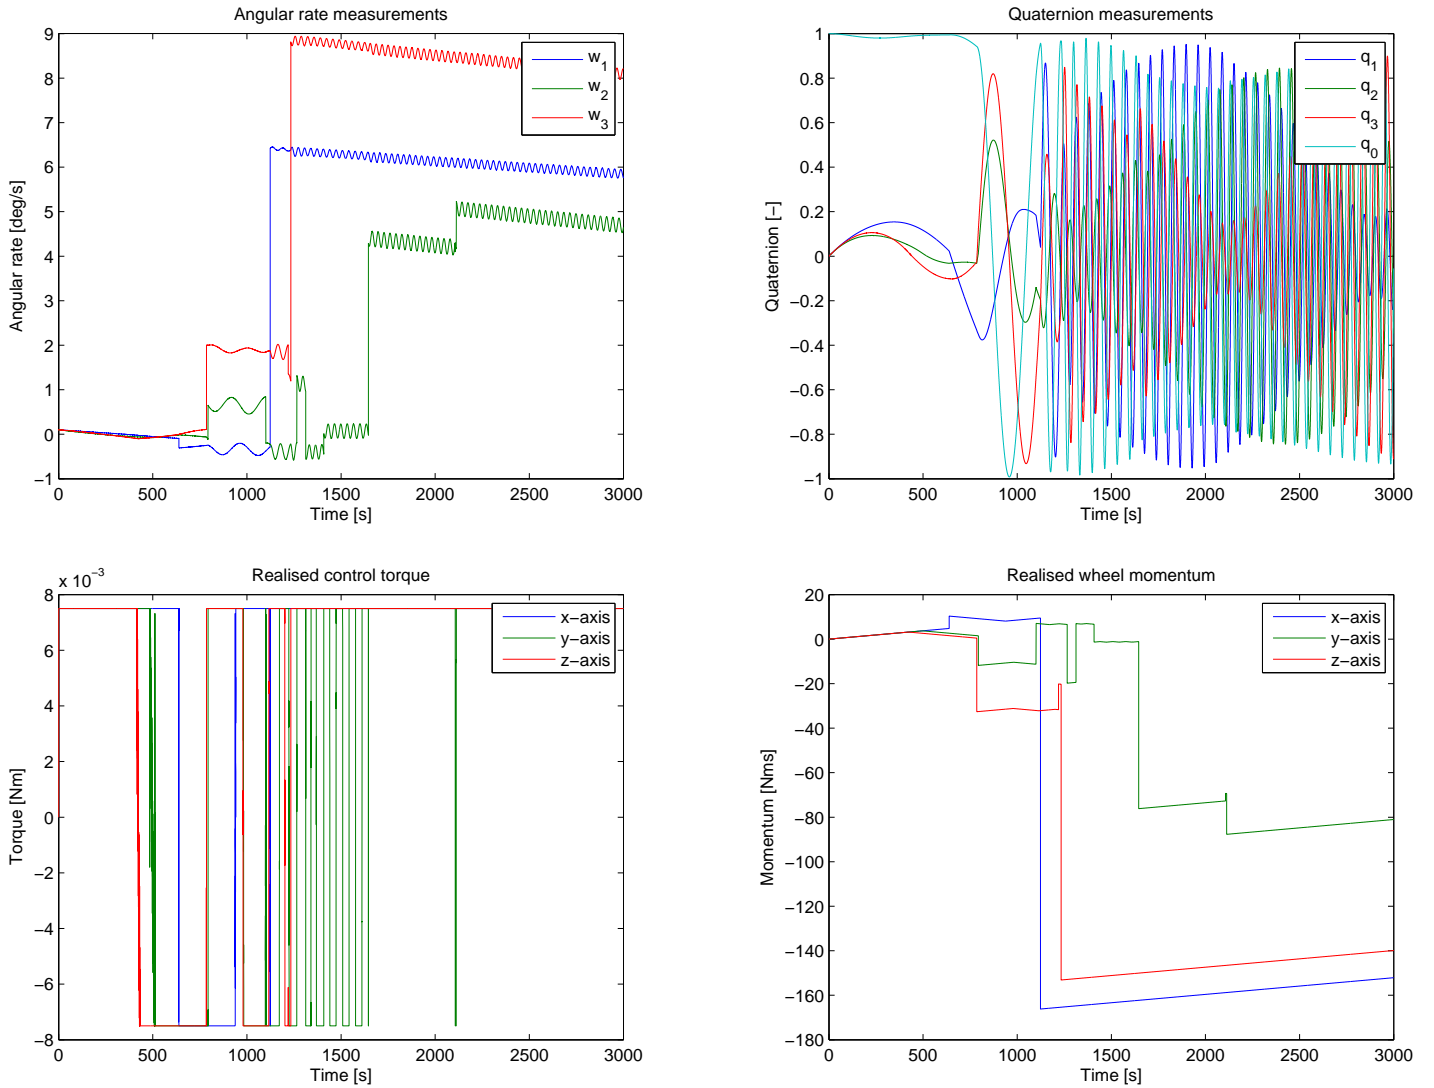 Angular rate measurements
9
8
7
6
5
4
3
2
1
0
−1
0 500 1000 1500 2000 2500 3000
Angular rate [deg/s]
Time [s]
w1
w2
w3
Quaternion measurements
1
0.8
0.6
0.4
0.2
0
−0.2
−0.4
−0.6
−0.8
−1
0 500 1000 1500 2000 2500 3000
Quaternion [−]
Time [s]
q1
q2
q3
q0
Realised control torque
x 10−3
8
6
4
2
0
−2
−4
−6
−8
0 500 1000 1500 2000 2500 3000
Torque [Nm]
Time [s]
x−axis
y−axis
z−axis
Realised wheel momentum
20
0
−20
−40
−60
−80
−100
−120
−140
−160
−180
0 500 1000 1500 2000 2500 3000
Momentum [Nms]
Time [s]
x−axis
y−axis
z−axis